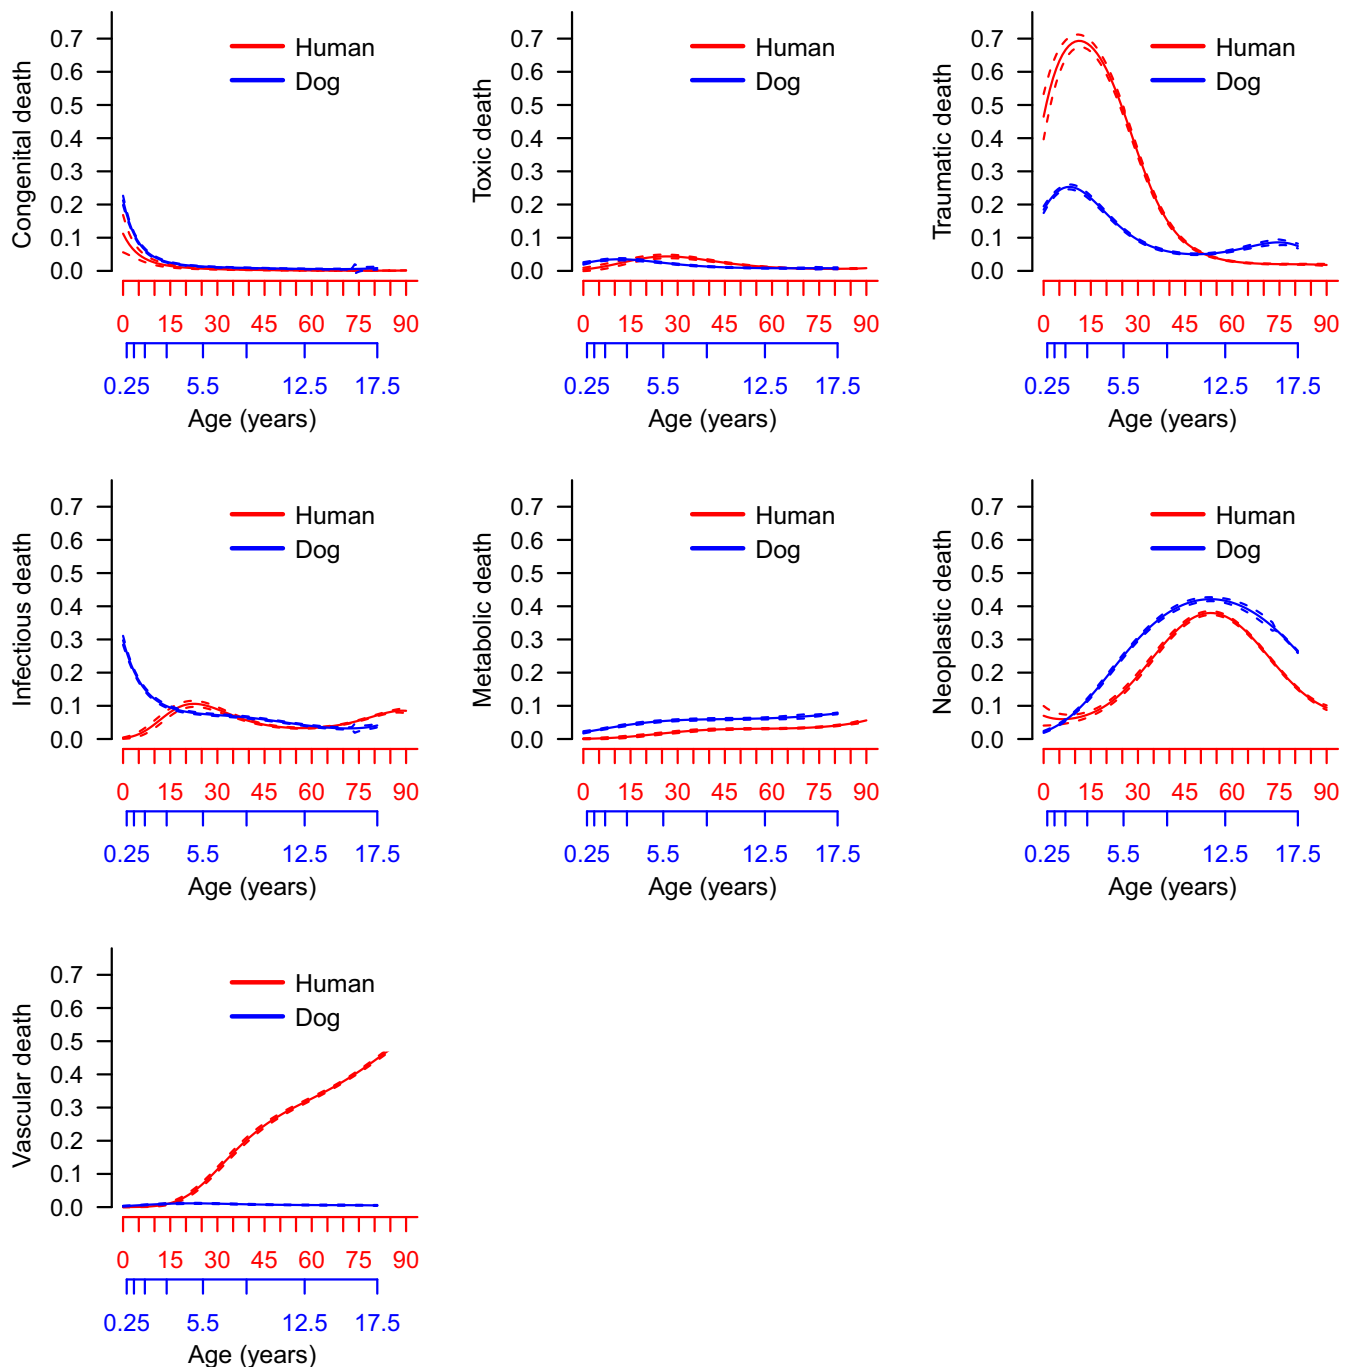 Congenital death
0.7
0.6
0.5
0.4
0.3
0.2
0.1
0.0
Human
Dog
0 15 30 45 60 75 90
0.25 5.5 12.5 17.5
Age (years)
Toxic death
0.7
0.6
0.5
0.4
0.3
0.2
0.1
0.0
Human
Dog
0 15 30 45 60 75 90
0.25 5.5 12.5 17.5
Age (years)
Traumatic death
0.7
0.6
0.5
0.4
0.3
0.2
0.1
0.0
Human
Dog
0 15 30 45 60 75 90
0.25 5.5 12.5 17.5
Age (years)
Infectious death
0.7
0.6
0.5
0.4
0.3
0.2
0.1
0.0
Human
Dog
0 15 30 45 60 75 90
0.25 5.5 12.5 17.5
Age (years)
Metabolic death
0.7
0.6
0.5
0.4
0.3
0.2
0.1
0.0
Human
Dog
0 15 30 45 60 75 90
0.25 5.5 12.5 17.5
Age (years)
Neoplastic death
0.7
0.6
0.5
0.4
0.3
0.2
0.1
0.0
Human
Dog
0 15 30 45 60 75 90
0.25 5.5 12.5 17.5
Age (years)
Vascular death
0.7
0.6
0.5
0.4
0.3
0.2
0.1
0.0
Human
Dog
0 15 30 45 60 75 90
0.25 5.5 12.5 17.5
Age (years)